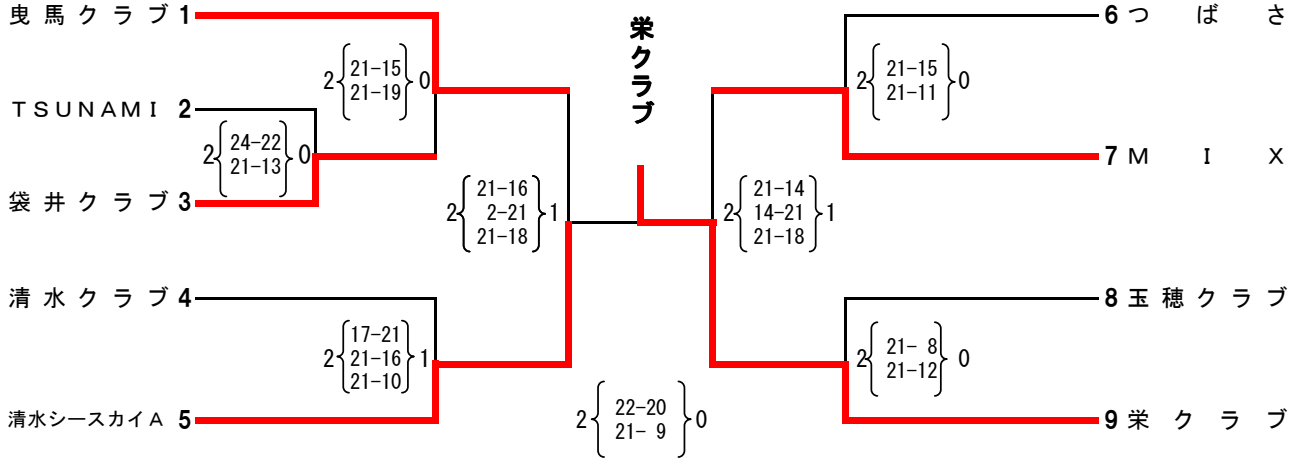 曳馬クラブ 1
2 21-15 0
21-19
TSUNAMI 2
2 24-22 0
21-13
袋井クラブ 3
2 21-16 1
2-21
21-18
清水クラブ 4
2 17-21 1
21-16
21-10
清水シースカイA 5
栄クラブ
2 22-20 0
21- 9
6 つばさ
2 21-15 0
21-11
7 MIX
2 21-14 1
14-21
21-18
8 玉穂クラブ
2 21- 8 0
21-12
9 栄クラブ